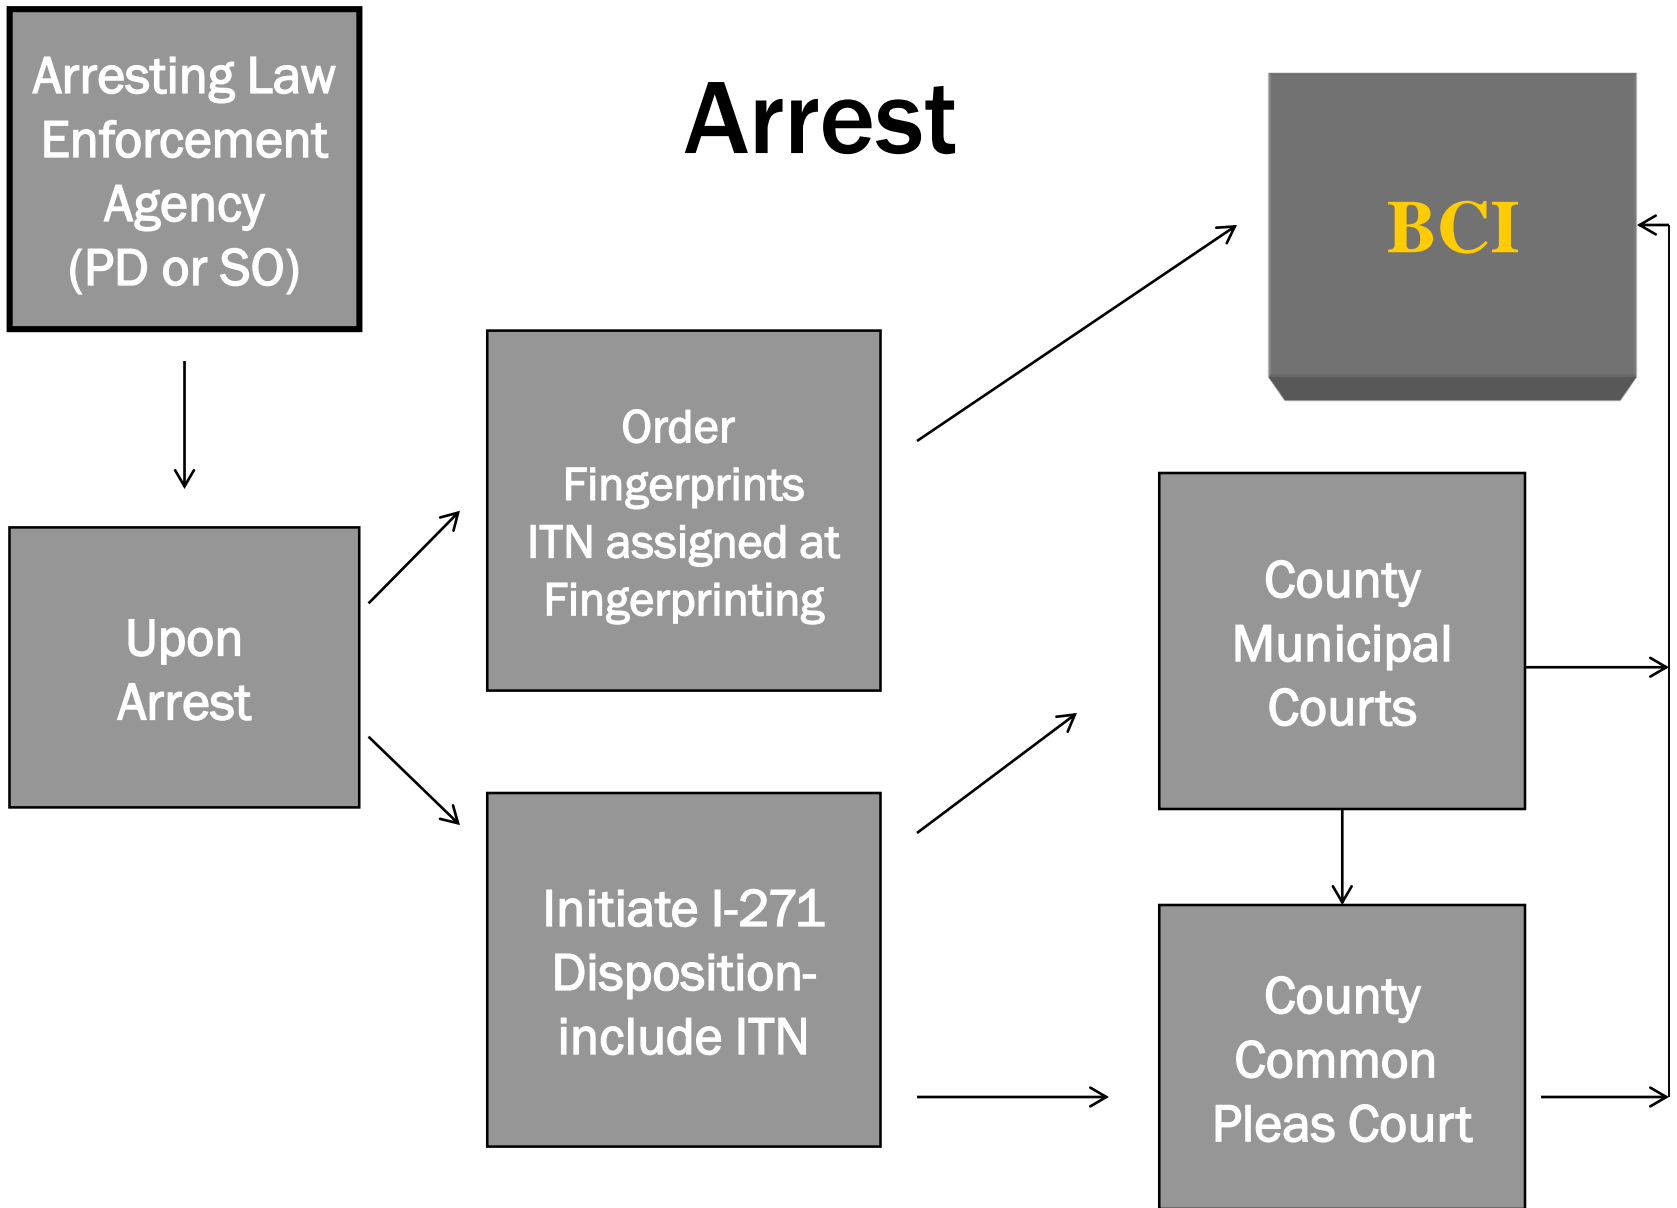 Arresting Law
Enforcement
Agency
(PD or SO)
Arrest
BCI
Order
Fingerprints
ITN assigned at
Fingerprinting
Upon
Arrest
County
Municipal
Courts
Initiate I-271
Disposition-
include ITN
County
Common
Pleas Court